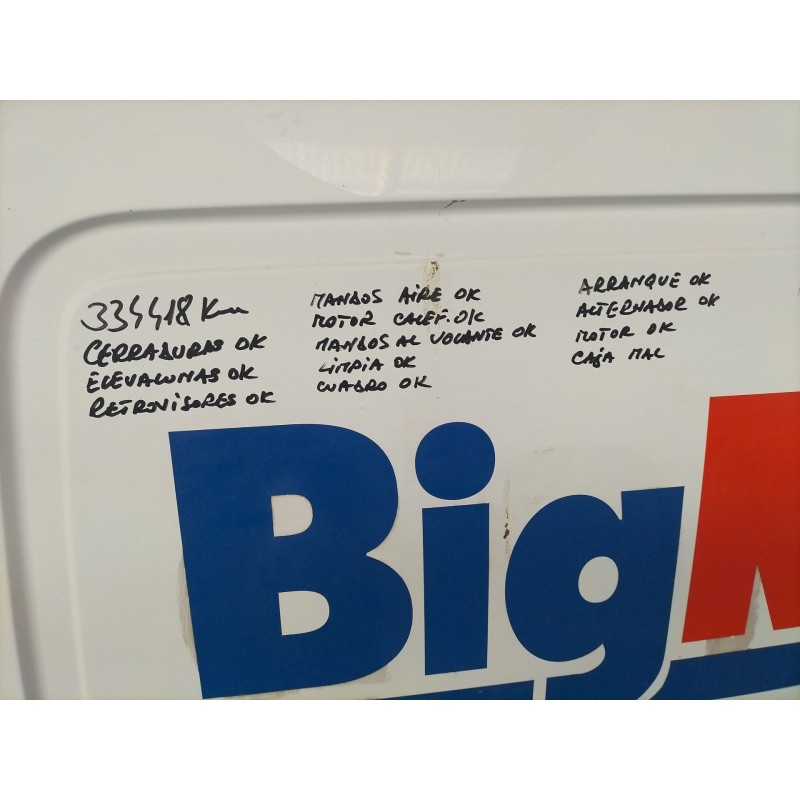 334418 Km
CERRADURAS OK
ELEVALUNAS OK
RETROVISORES OK
MANDOS AIRE OK
MOTOR CALEF. OK
MANDOS AL VOLANTE OK
LIMPIA OK
CUADRO OK
ARRANQUE OK
ALTERNADOR OK
MOTOR OK
CAJA MAL
Big